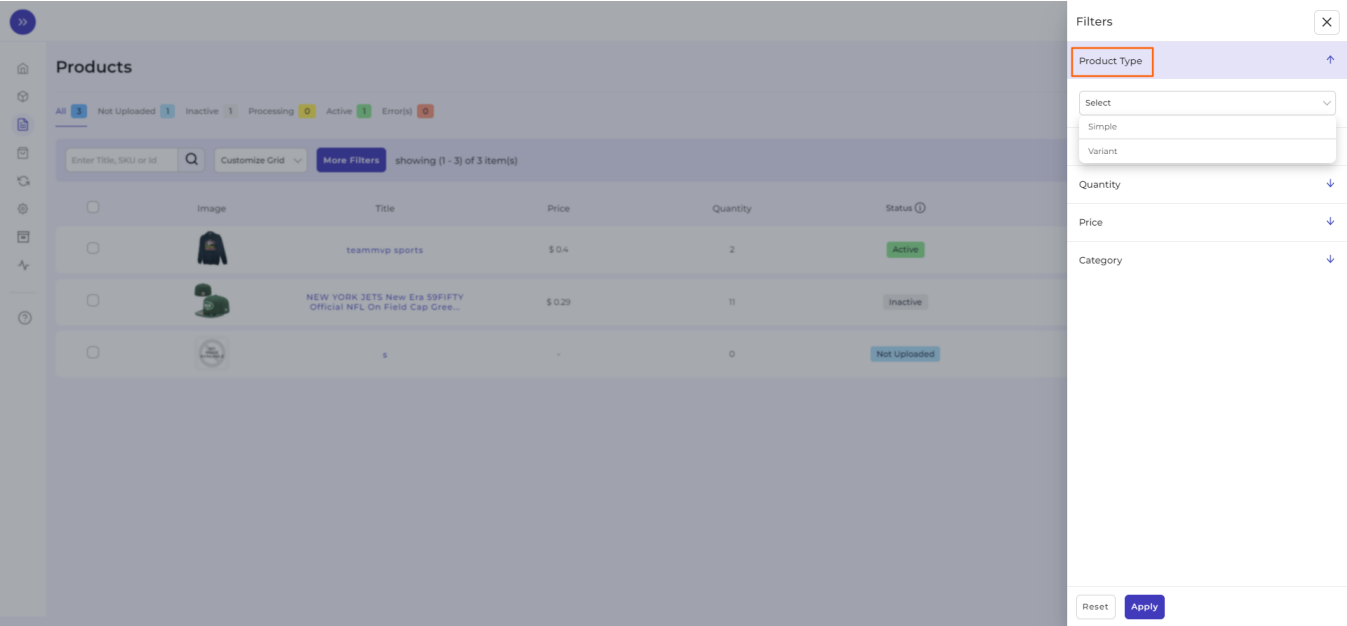 Products
All 3 Not Uploaded 1 Inactive 1 Processing 0 Active 1 Error(s) 0
Enter Title, SKU or Id Customize Grid More Filters showing (1 - 3) of 3 item(s)
Image Title Price Quantity Status
teammvp sports $ 0.4 2 Active
NEW YORK JETS New Era 59FIFTY
Official NFL On Field Cap Gree...
$ 0.29 11 Inactive
s - 0 Not Uploaded
Filters
Product Type
Select
Simple
Variant
Quantity
Price
Category
Reset Apply